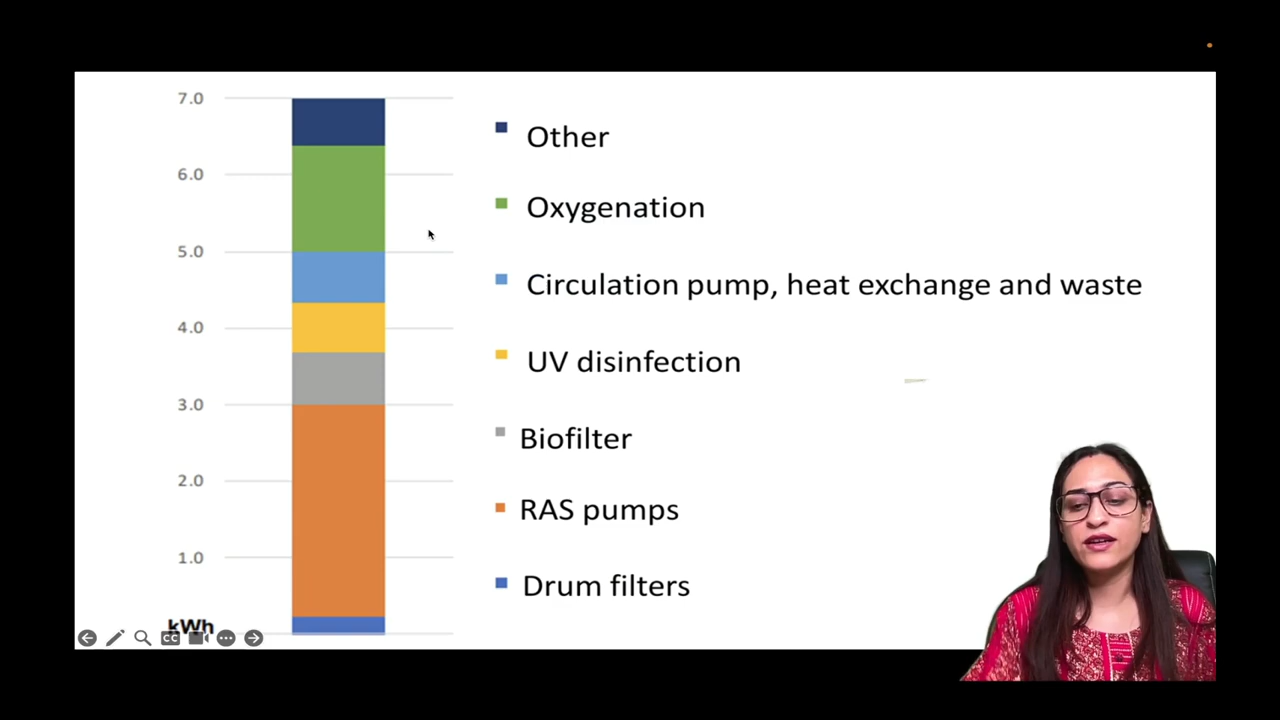 7.0
6.0
5.0
4.0
3.0
2.0
1.0
kWh
Other
Oxygenation
Circulation pump, heat exchange and waste
UV disinfection
Biofilter
RAS pumps
Drum filters
CC